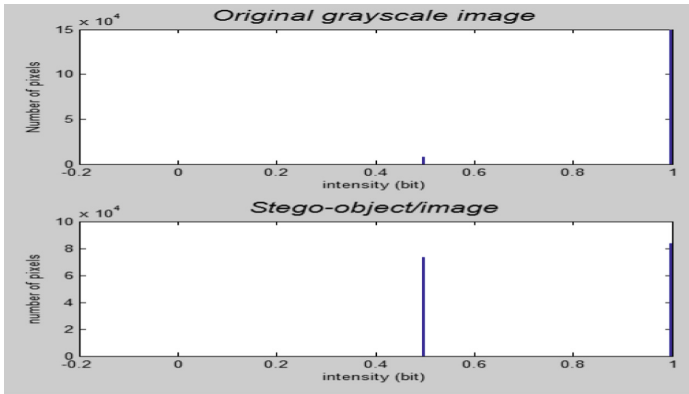 Original grayscale image
15 × 10⁴
10
5
0
Number of pixels
-0.2 0 0.2 0.4 0.6 0.8 1
intensity (bit)
Stego-object/image
10 × 10⁴
8
6
4
2
0
number of pixels
-0.2 0 0.2 0.4 0.6 0.8 1
intensity (bit)